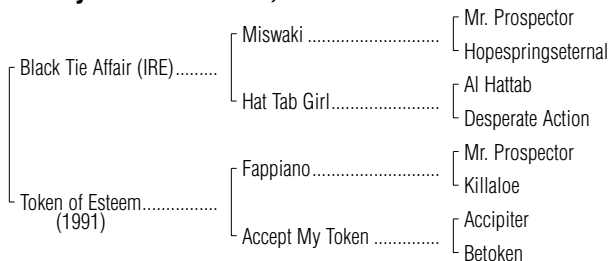 Mr. Prospector
Miswaki
Hopespringseternal
Black Tie Affair (IRE)
Al Hattab
Hat Tab Girl
Desperate Action
Mr. Prospector
Fappiano
Killaloe
Token of Esteem
(1991)
Accipiter
Accept My Token
Betoken